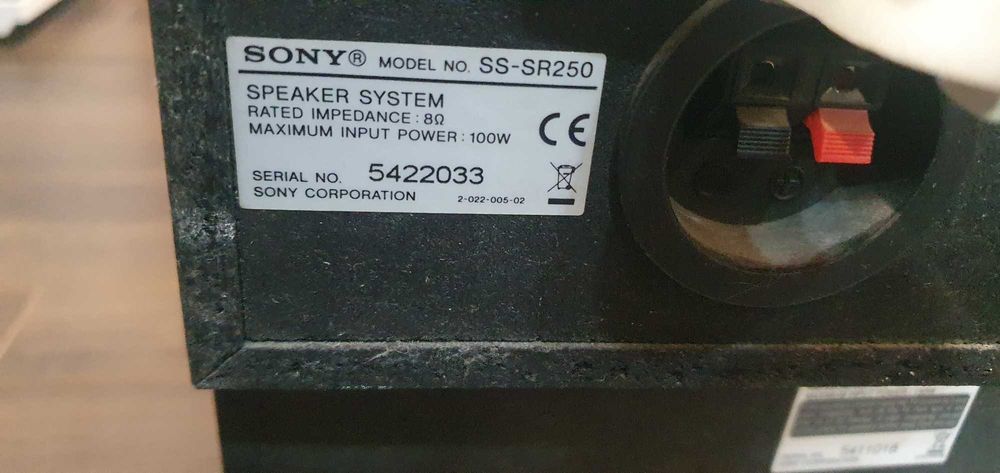 SONY® MODEL NO. SS-SR250
SPEAKER SYSTEM
RATED IMPEDANCE : 8Ω
MAXIMUM INPUT POWER : 100W
CE
SERIAL NO. 5422033
SONY CORPORATION 2-022-005-02